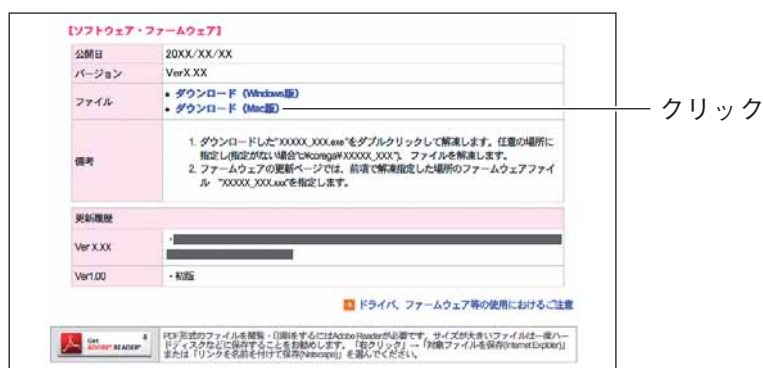 【ソフトウェア・ファームウェア】
公開日 20XX/XX/XX
バージョン VerX.XX
ファイル
• ダウンロード (Windows版)
• ダウンロード (Mac版)
クリック
備考
1. ダウンロードした"XXXXX_XXX.exe"をダブルクリックして解凍します。任意の場所に
指定し(指定がない場合"c:¥corega¥XXXXX_XXX")、ファイルを解凍します。
2. ファームウェアの更新ページでは、前項で解凍指定した場所のファームウェアファイ
ル "XXXXX_XXX.xxx"を指定します。
更新履歴
Ver X.XX ・
Ver1.00 ・初版
ドライバ、ファームウェア等の使用におけるご注意
Get
ADOBE® READER®
PDF形式のファイルを閲覧・印刷をするにはAdobe Readerが必要です。サイズが大きいファイルは一度ハー
ドディスクなどに保存することをお勧めします。「右クリック」→「対象ファイルを保存(Internet Explorer)」
または「リンクを名前を付けて保存(Netscape)」を選んでください。